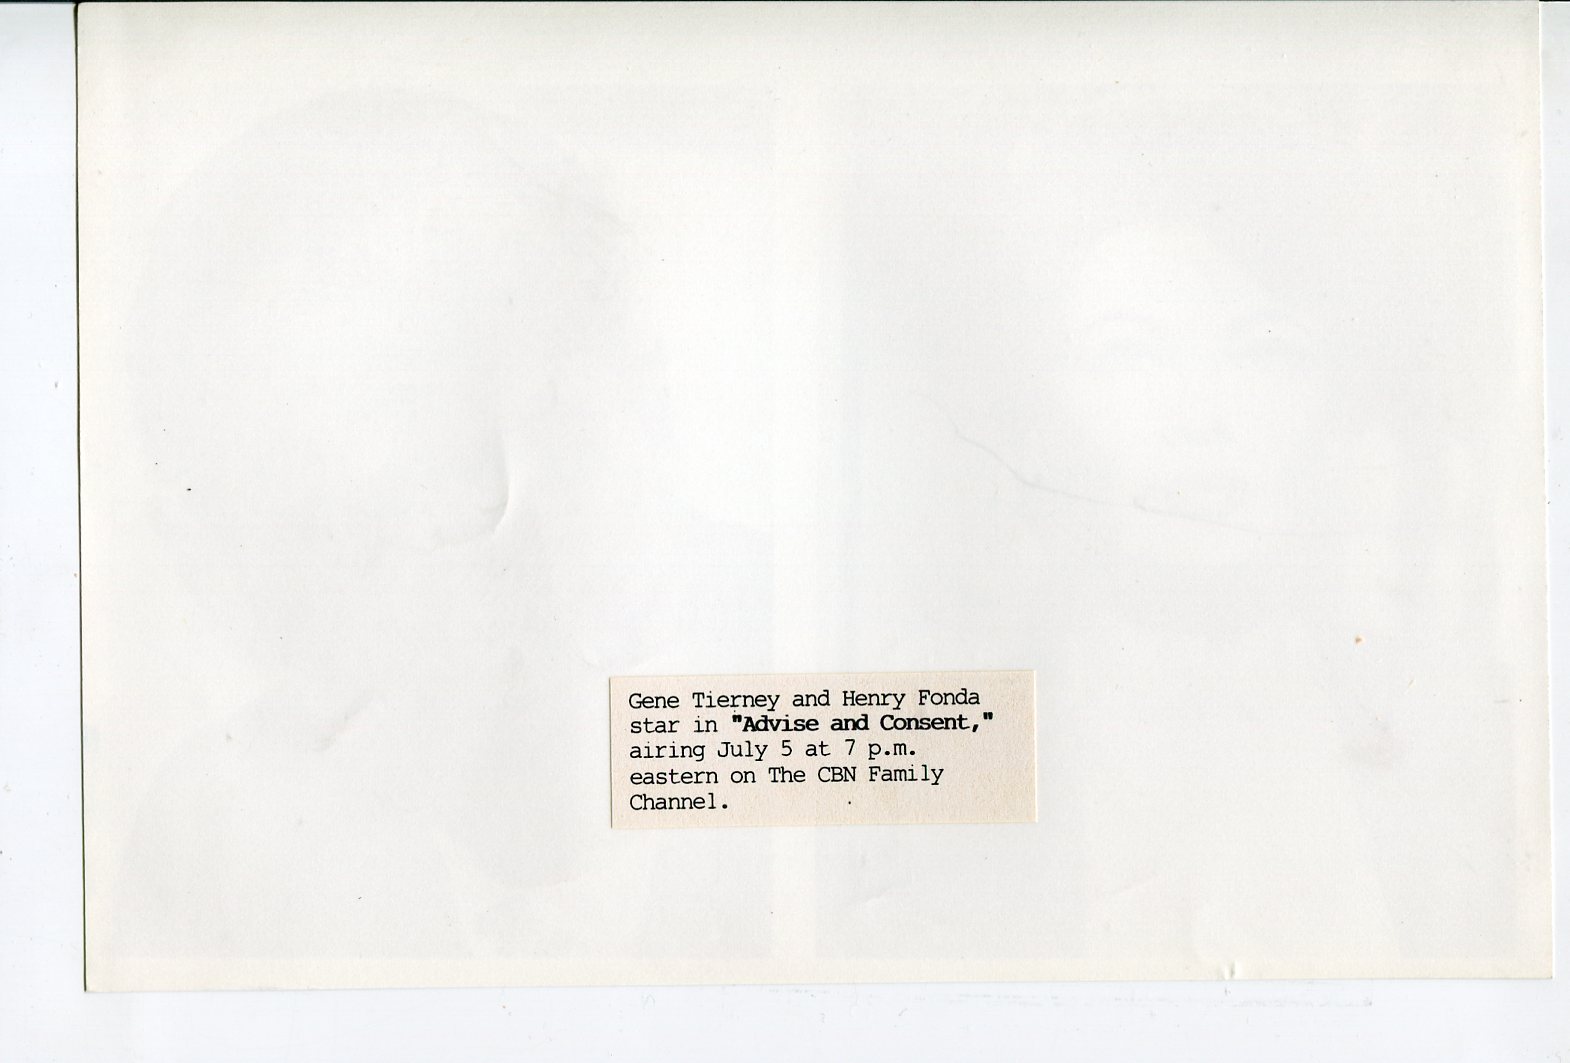 Gene Tierney and Henry Fonda
star in "Advise and Consent,"
airing July 5 at 7 p.m.
eastern on The CBN Family
Channel.